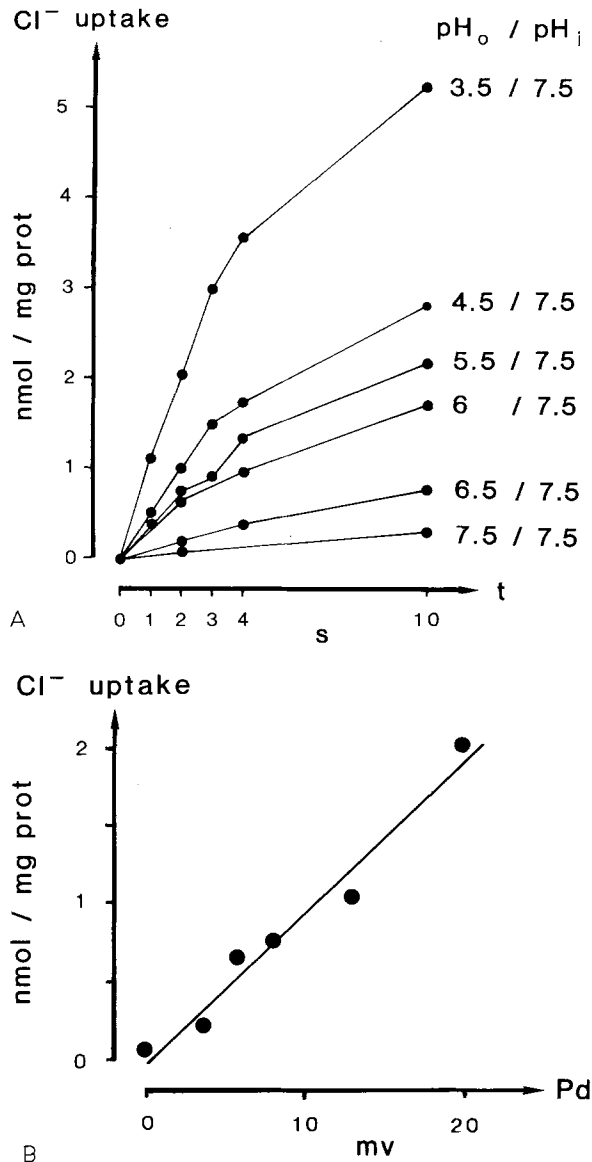 Cl⁻ uptake
pHₒ / pHᵢ
nmol / mg prot
5
4
3
2
1
0
3.5 / 7.5
4.5 / 7.5
5.5 / 7.5
6 / 7.5
6.5 / 7.5
7.5 / 7.5
t
0 1 2 3 4 10
s
A
Cl⁻ uptake
nmol / mg prot
2
1
0
Pd
0 10 20
mv
B